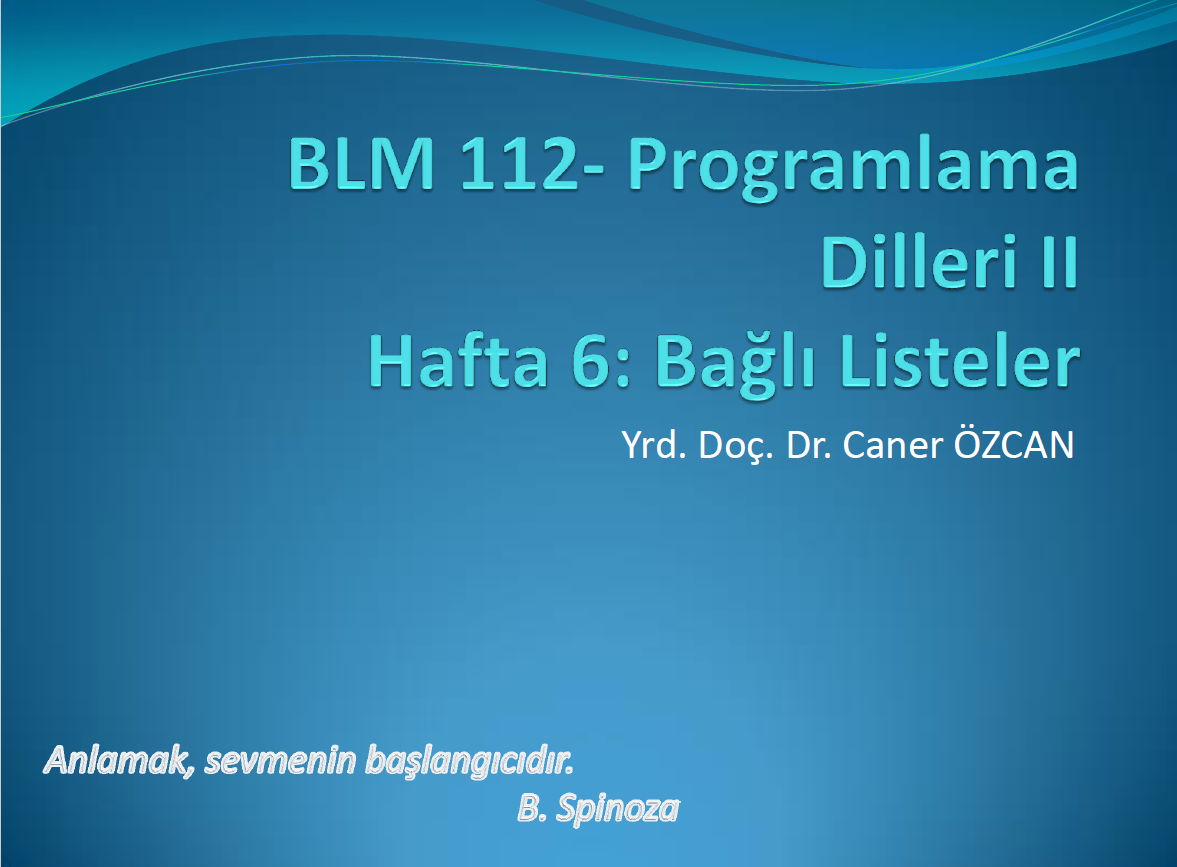 BLM 112- Programlama
Dilleri II
Hafta 6: Bağlı Listeler
Yrd. Doç. Dr. Caner ÖZCAN
Anlamak, sevmenin başlangıcıdır.
B. Spinoza